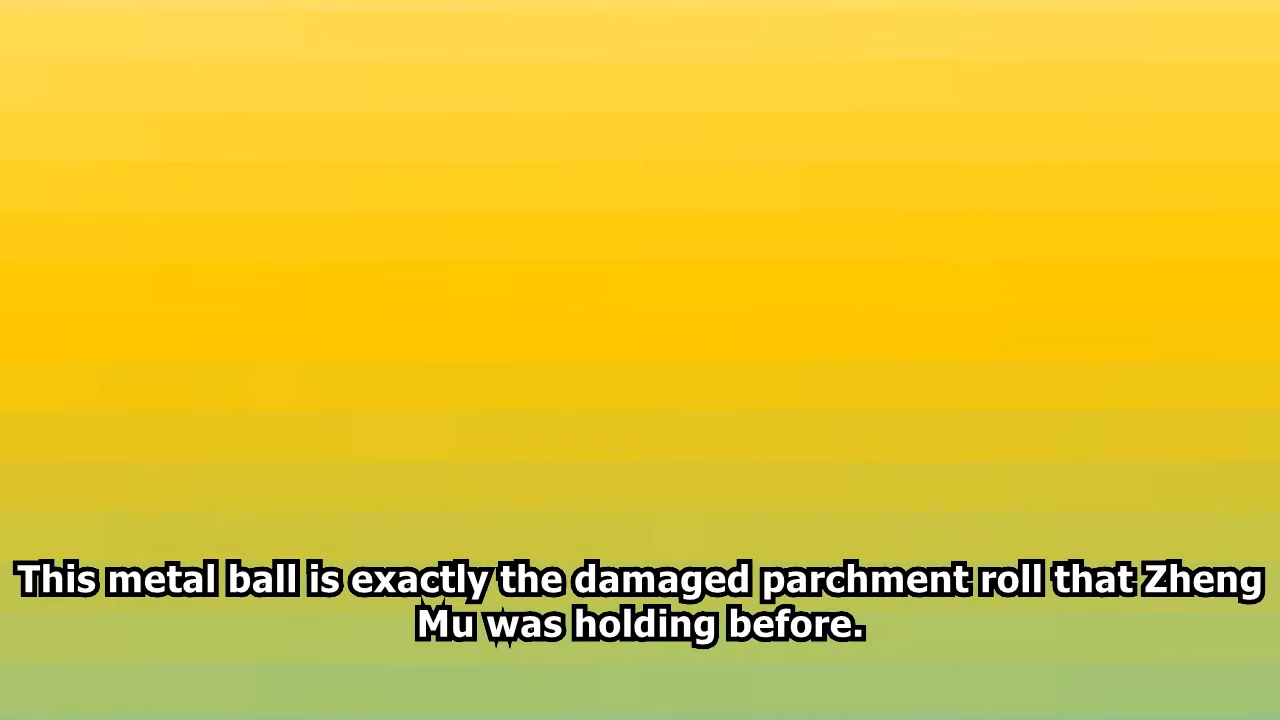 This metal ball is exactly the damaged parchment roll that Zheng
Mu was holding before.